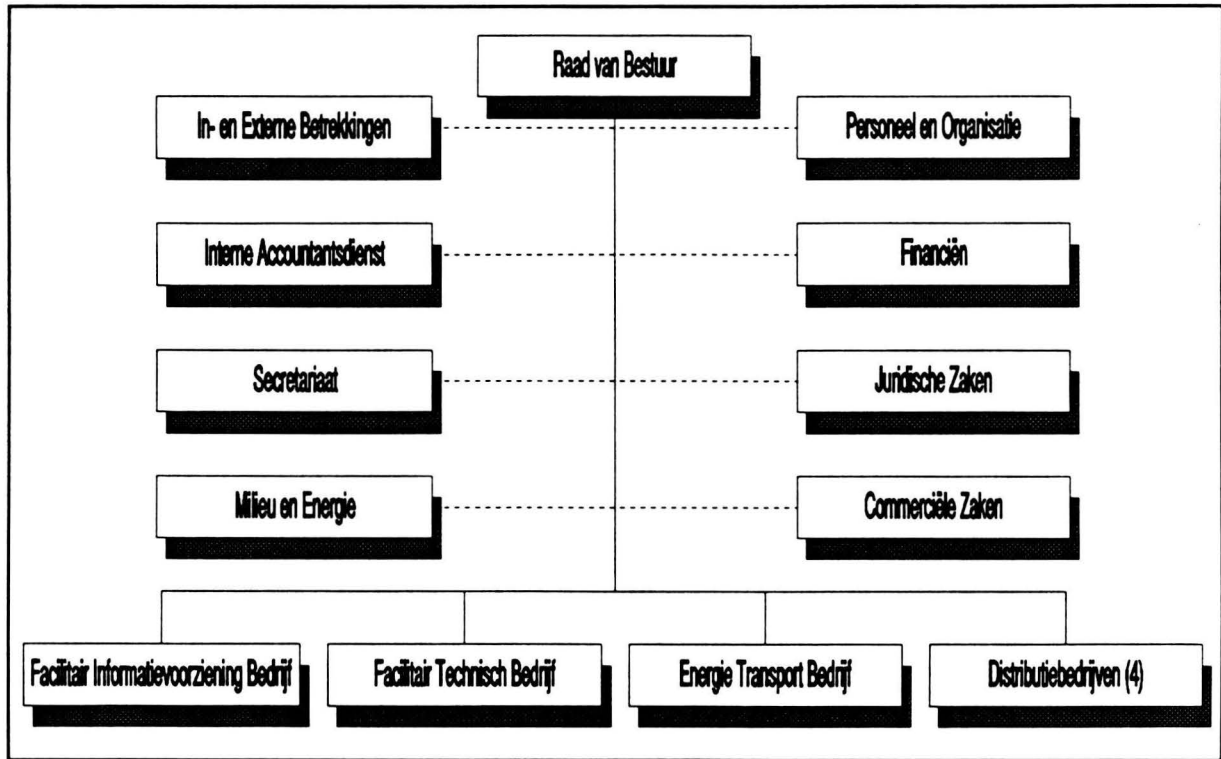 Raad van Bestuur
In- en Externe Betrekkingen
Personeel en Organisatie
Interne Accountantsdienst
Financiën
Secretariaat
Juridische Zaken
Milieu en Energie
Commerciële Zaken
Facilitair Informatievoorziening Bedrijf
Facilitair Technisch Bedrijf
Energie Transport Bedrijf
Distributiebedrijven (4)